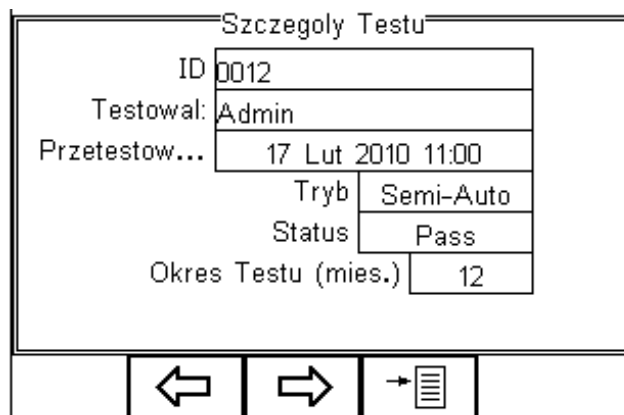 Szczegoly Testu
ID 0012
Testowal: Admin
Przetestow... 17 Lut 2010 11:00
Tryb Semi-Auto
Status Pass
Okres Testu (mies.) 12